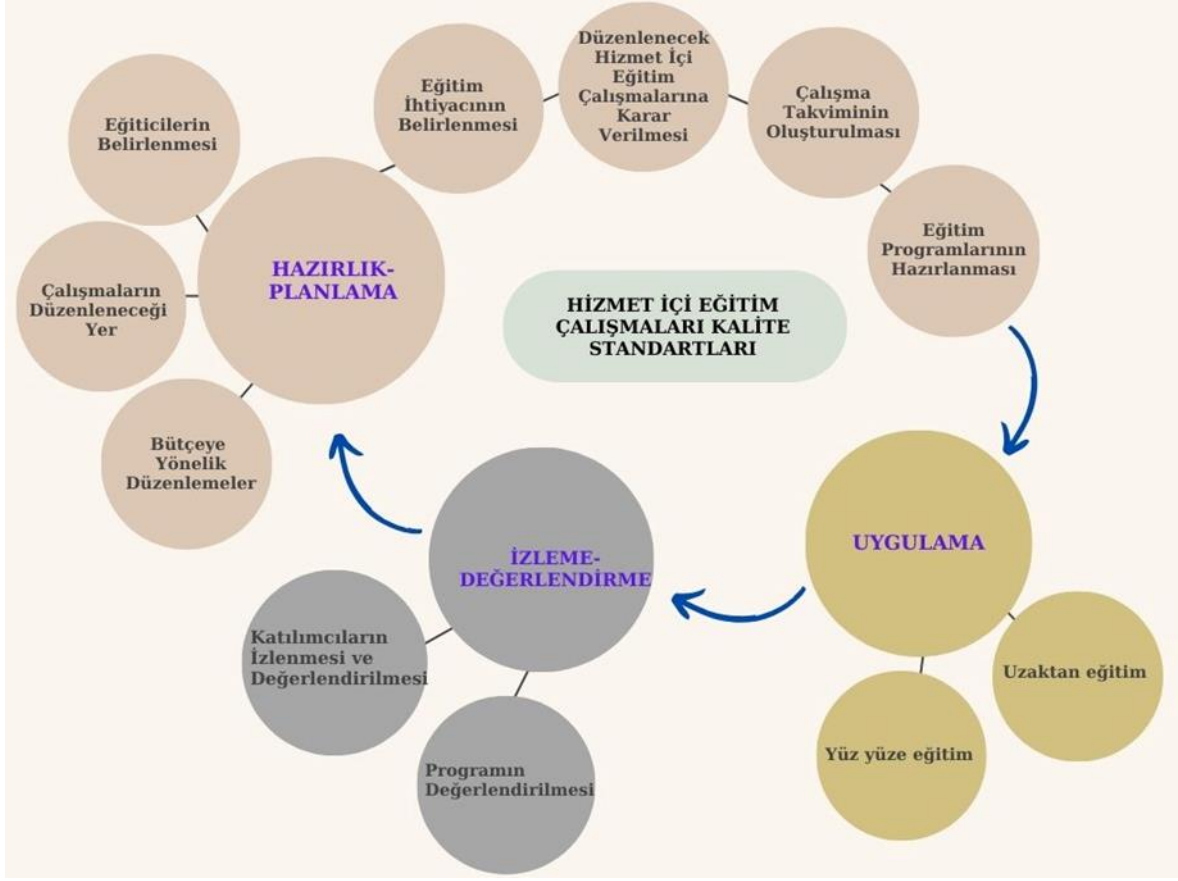 Düzenlenecek
Hizmet İçi
Eğitim
Çalışmalarına
Karar
Verilmesi
Eğitim
İhtiyacının
Belirlenmesi
Çalışma
Takviminin
Oluşturulması
Eğiticilerin
Belirlenmesi
Eğitim
Programlarının
Hazırlanması
HAZIRLIK-
PLANLAMA
Çalışmaların
Düzenleneceği
Yer
HİZMET İÇİ EĞİTİM
ÇALIŞMALARI KALİTE
STANDARTLARI
Bütçeye
Yönelik
Düzenlemeler
İZLEME-
DEĞERLENDİRME
UYGULAMA
Katılımcıların
İzlenmesi ve
Değerlendirilmesi
Uzaktan eğitim
Yüz yüze eğitim
Programın
Değerlendirilmesi